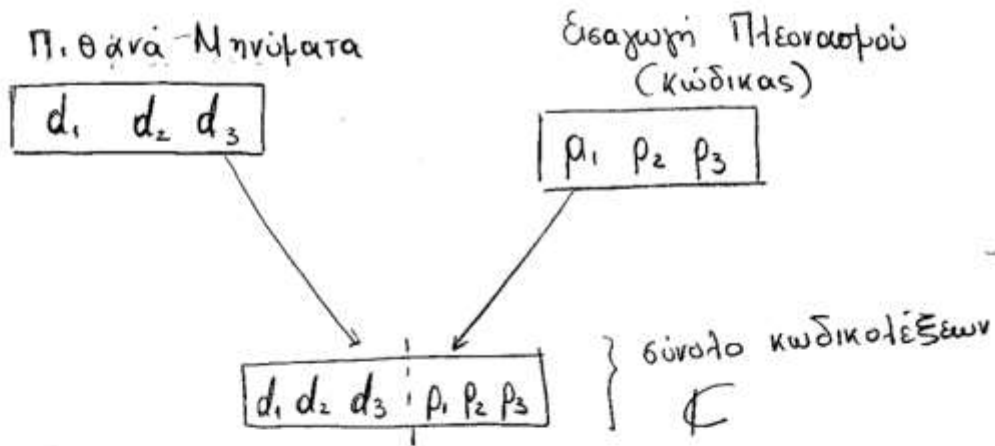 Πιθανά Μηνύματα
d₁ d₂ d₃
Εισαγωγή Πλεονασμού
(κώδικας)
p₁ p₂ p₃
d₁ d₂ d₃ p₁ p₂ p₃
σύνολο κωδικολέξεων
ℂ